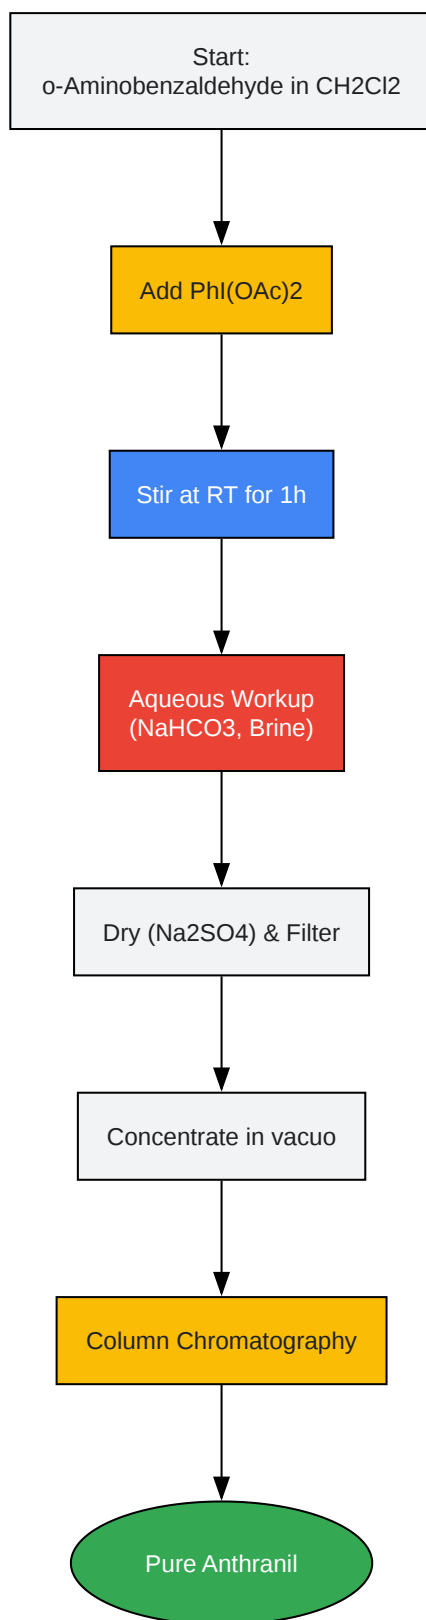 Start:
o-Aminobenzaldehyde in CH2Cl2
Add PhI(OAc)2
Stir at RT for 1h
Aqueous Workup
(NaHCO3, Brine)
Dry (Na2SO4) & Filter
Concentrate in vacuo
Column Chromatography
Pure Anthranil